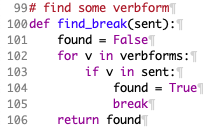 99 # find some verbform¶
100 def find_break(sent):¶
101     found = False¶
102     for v in verbforms:¶
103         if v in sent:¶
104             found = True¶
105             break¶
106     return found¶